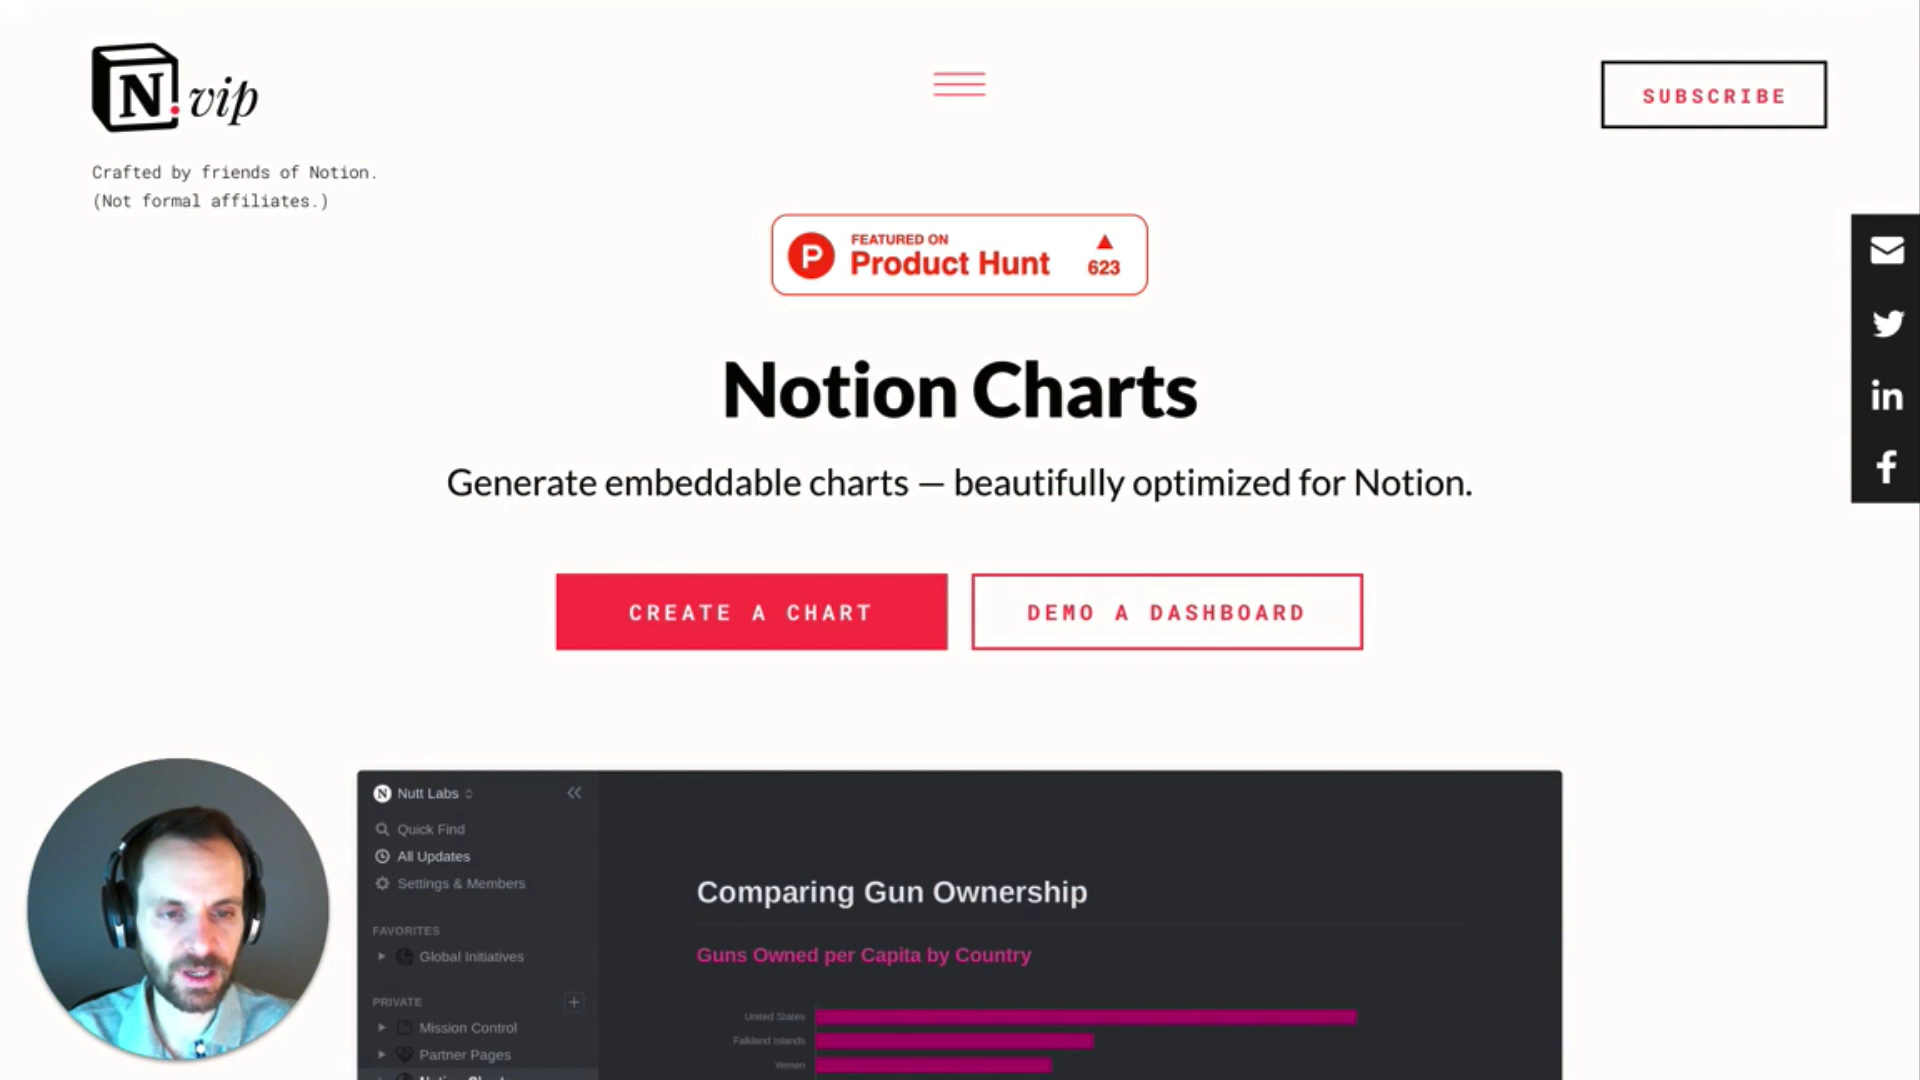 N.vip
SUBSCRIBE
Crafted by friends of Notion.
(Not formal affiliates.)
P
FEATURED ON
Product Hunt
623
Notion Charts
Generate embeddable charts — beautifully optimized for Notion.
CREATE A CHART
DEMO A DASHBOARD
N Nutt Labs
Quick Find
All Updates
Settings & Members
FAVORITES
Global Initiatives
PRIVATE
Mission Control
Partner Pages
Comparing Gun Ownership
Guns Owned per Capita by Country
United States
Falkland Islands
Yemen